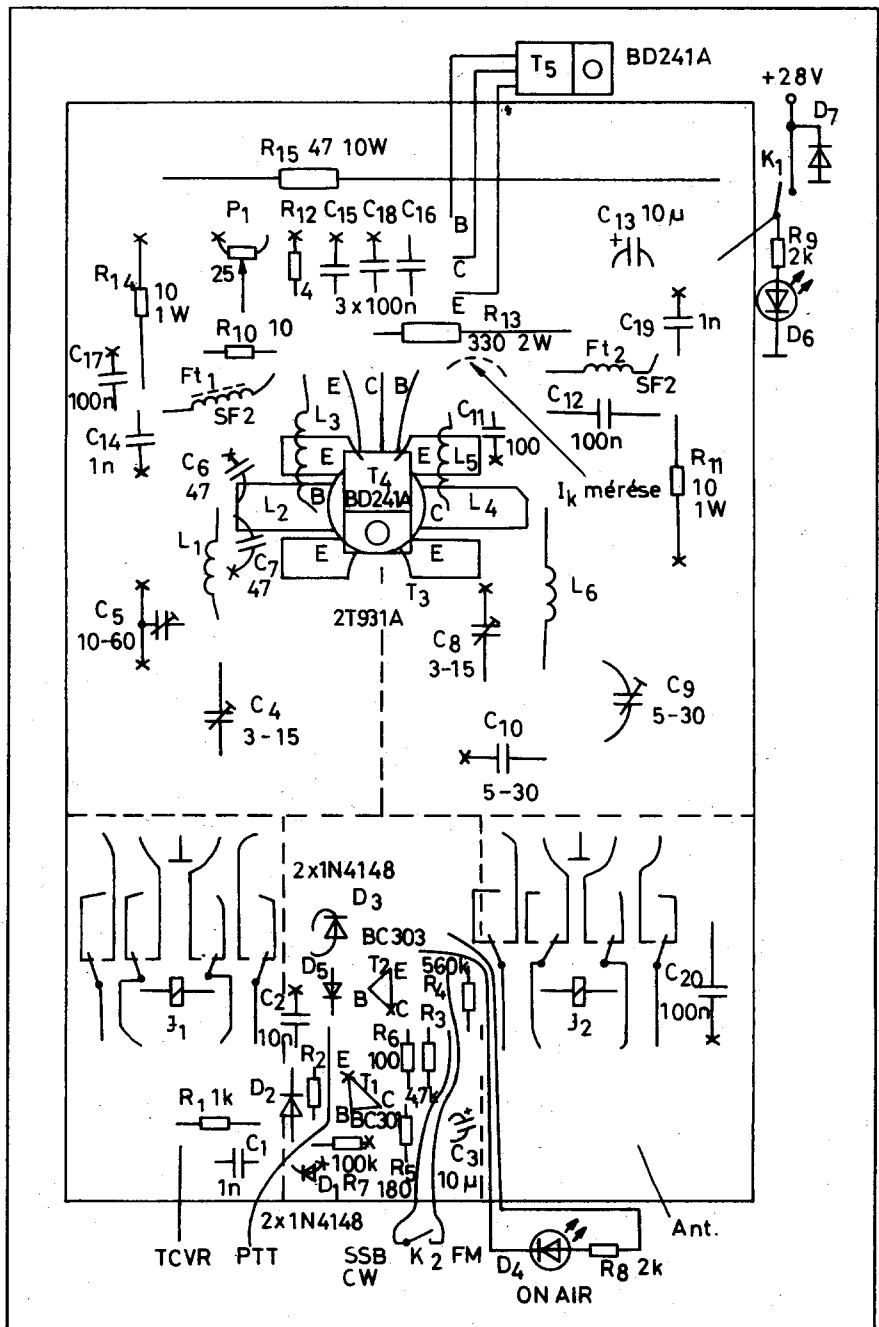 T5 BD241A
+28V
D7
R15 47 10W
K1
P1 R12 C15 C18 C16 B C13 10 μ
R9
2k
C
R14 10
1W
25 4 3x100n E
D6
R10 10 R13
330 2W
C19 1n
C17
100n
Ft1
SF2
Ft2
SF2
E C B
C14
1n
L3 C11
100
C12
100n
C6
47
E T4 E L5
R11
10
1W
L2 B BD241A C L4 Ik mérése
L1
C7
47
E E
T3
L6
C5
10-60
2T931A
C8
3-15
C4
3-15
C9
5-30
C10
5-30
2x1N4148
D3
BC303
D5 T2 E 560k
B C R4
J1 C2
10n
J2 C20
100n
R6
100
R3
47k
R2 E T1
D2 C
R1 1k B BC301
C1
1n
+ 100k
D1 R7
R5
180
C3
10 μ
2x1N4148
Ant.
TCVR PTT SSB
CW
K2 FM D4 R8 2k
ON AIR